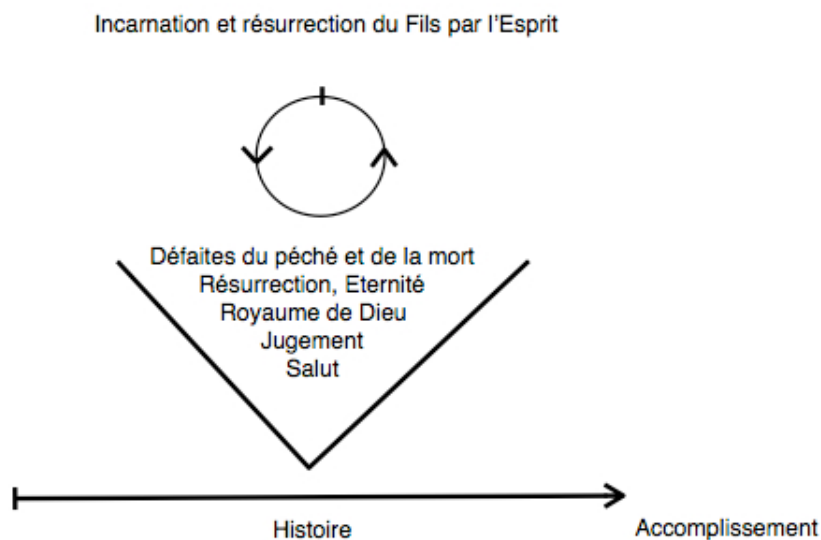 Incarnation et résurrection du Fils par l'Esprit
Défaites du péché et de la mort
Résurrection, Eternité
Royaume de Dieu
Jugement
Salut
Histoire
Accomplissement